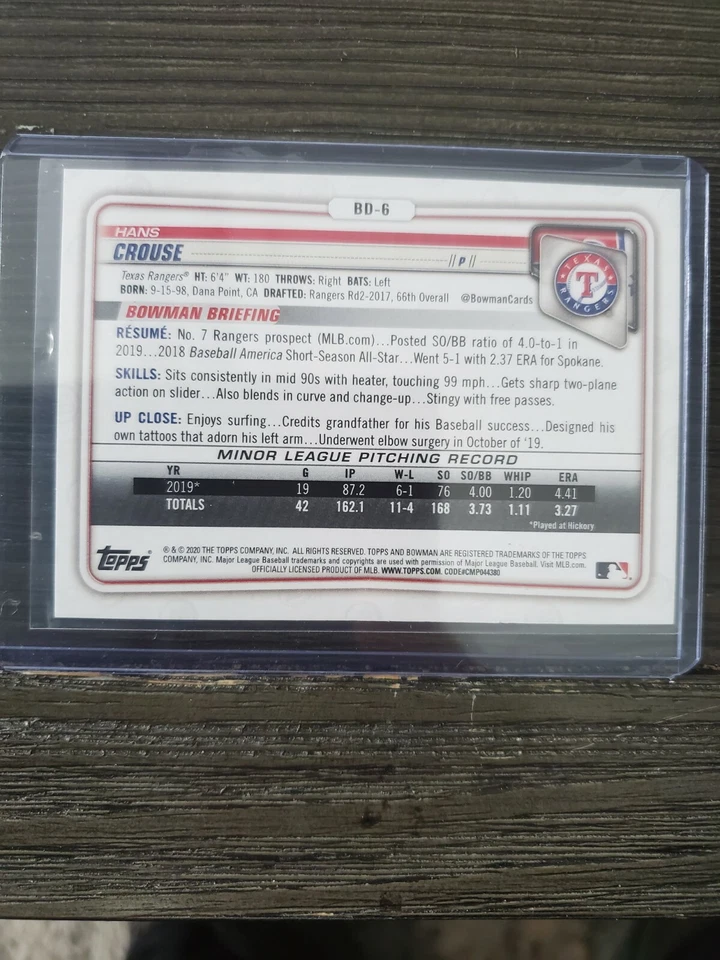 BD-6
HANS
CROUSE
// P //
Texas Rangers® HT: 6'4" WT: 180 THROWS: Right BATS: Left
BORN: 9-15-98, Dana Point, CA DRAFTED: Rangers Rd2-2017, 66th Overall @BowmanCards
TEXAS
T
RANGERS
BOWMAN BRIEFING
RÉSUMÉ: No. 7 Rangers prospect (MLB.com)...Posted SO/BB ratio of 4.0-to-1 in
2019...2018 Baseball America Short-Season All-Star...Went 5-1 with 2.37 ERA for Spokane.
SKILLS: Sits consistently in mid 90s with heater, touching 99 mph...Gets sharp two-plane
action on slider...Also blends in curve and change-up...Stingy with free passes.
UP CLOSE: Enjoys surfing...Credits grandfather for his Baseball success...Designed his
own tattoos that adorn his left arm...Underwent elbow surgery in October of '19.
MINOR LEAGUE PITCHING RECORD
YR G IP W-L SO SO/BB WHIP ERA
2019* 19 87.2 6-1 76 4.00 1.20 4.41
TOTALS 42 162.1 11-4 168 3.73 1.11 3.27
*Played at Hickory
Topps®
® & © 2020 THE TOPPS COMPANY, INC. ALL RIGHTS RESERVED. TOPPS AND BOWMAN ARE REGISTERED TRADEMARKS OF THE TOPPS
COMPANY, INC. Major League Baseball trademarks and copyrights are used with permission of Major League Baseball. Visit MLB.com.
OFFICIALLY LICENSED PRODUCT OF MLB. WWW.TOPPS.COM. CODE#CMP044380